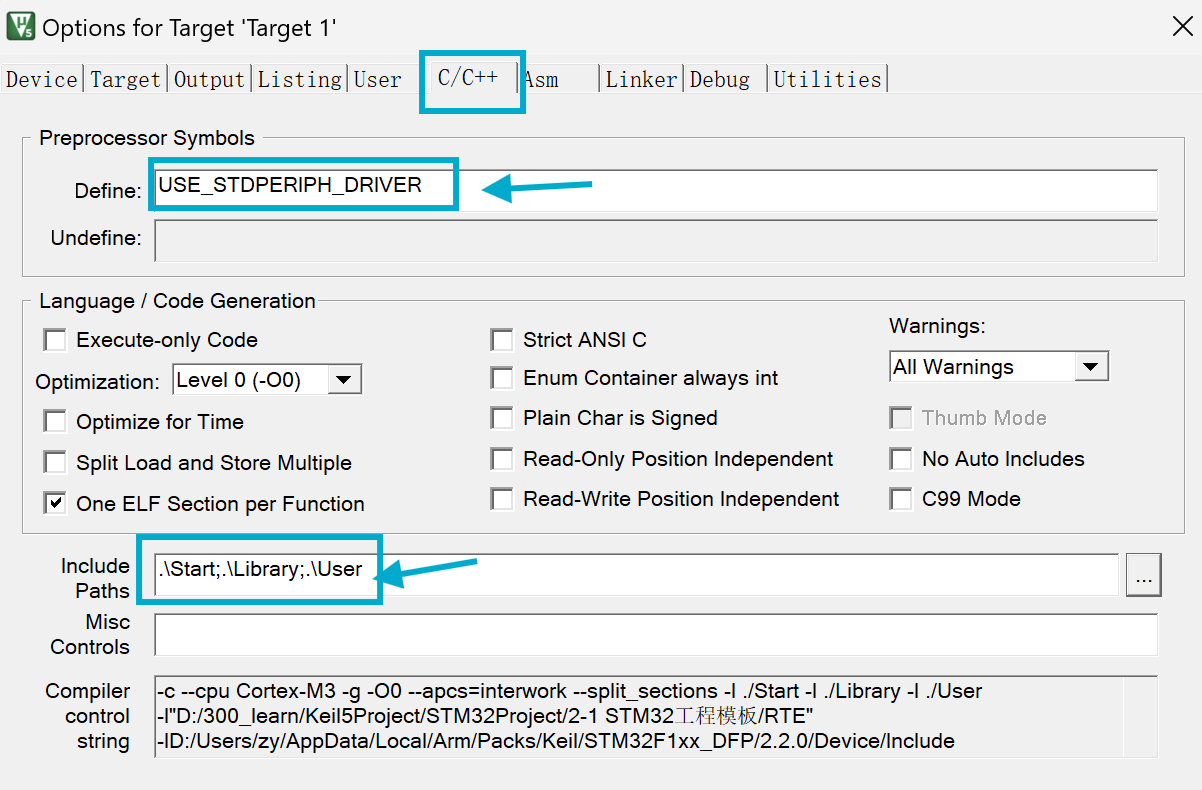 Options for Target 'Target 1'
Device Target Output Listing User C/C++ Asm Linker Debug Utilities
Preprocessor Symbols
Define: USE_STDPERIPH_DRIVER
Undefine:
Language / Code Generation
Execute-only Code
Optimization: Level 0 (-O0)
Optimize for Time
Split Load and Store Multiple
One ELF Section per Function
Strict ANSI C
Enum Container always int
Plain Char is Signed
Read-Only Position Independent
Read-Write Position Independent
Warnings:
All Warnings
Thumb Mode
No Auto Includes
C99 Mode
Include
Paths
.\Start;.\Library;.\User
...
Misc
Controls
Compiler
control
string
-c --cpu Cortex-M3 -g -O0 --apcs=interwork --split_sections -I ./Start -I ./Library -I ./User
-I"D:/300_learn/Keil5Project/STM32Project/2-1 STM32工程模板/RTE"
-ID:/Users/zy/AppData/Local/Arm/Packs/Keil/STM32F1xx_DFP/2.2.0/Device/Include